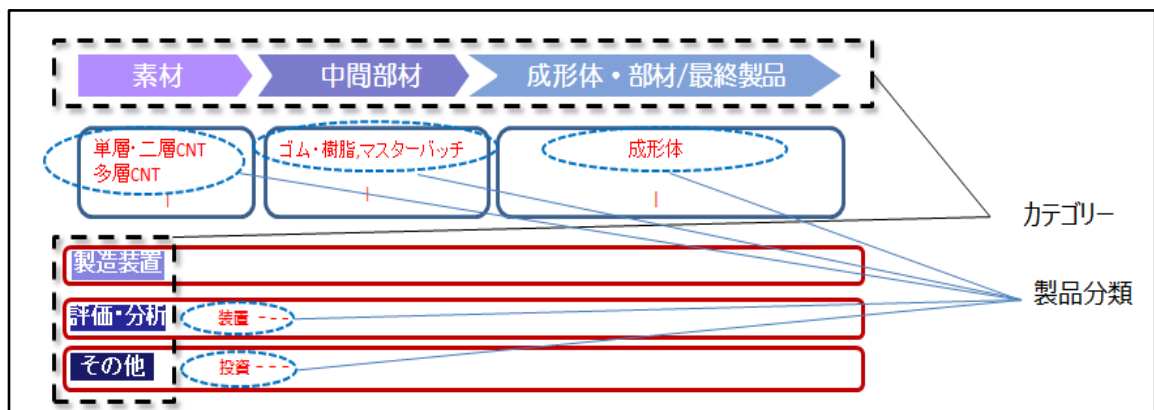 素材
中間部材
成形体・部材/最終製品
単層・二層CNT
多層CNT
ゴム・樹脂,マスターバッチ
成形体
カテゴリー
製造装置
製品分類
評価・分析
装置 - - -
その他
投資 - - -